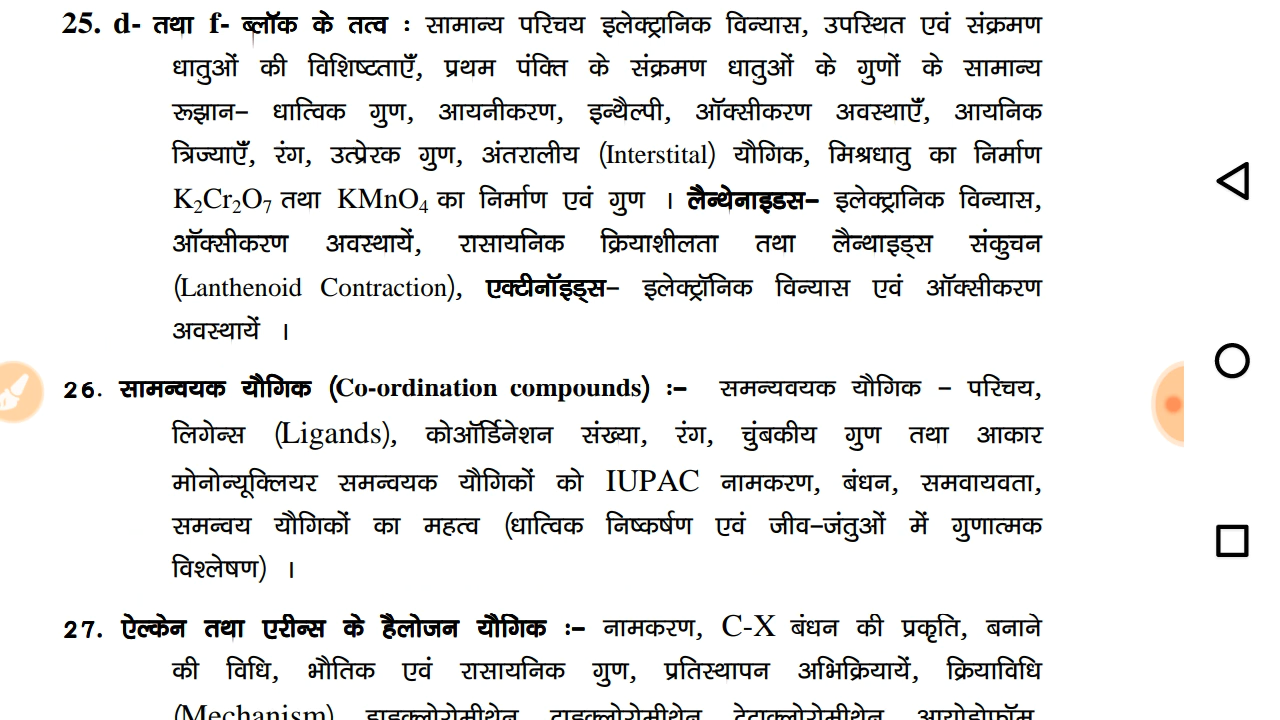 25. d- तथा f- ब्लॉक के तत्व : सामान्य परिचय इलेक्ट्रानिक विन्यास, उपस्थित एवं संक्रमण
धातुओं की विशिष्टताएँ, प्रथम पंक्ति के संक्रमण धातुओं के गुणों के सामान्य
रूझान– धात्विक गुण, आयनीकरण, इन्थैल्पी, ऑक्सीकरण अवस्थाएँ, आयनिक
त्रिज्याएँ, रंग, उत्प्रेरक गुण, अंतरालीय (Interstital) यौगिक, मिश्रधातु का निर्माण
K₂Cr₂O₇ तथा KMnO₄ का निर्माण एवं गुण । लैन्थेनाइडस– इलेक्ट्रानिक विन्यास,
ऑक्सीकरण अवस्थायें, रासायनिक क्रियाशीलता तथा लैन्थाइड्स संकुचन
(Lanthenoid Contraction), एक्टीनॉइड्स– इलेक्ट्रॉनिक विन्यास एवं ऑक्सीकरण
अवस्थायें ।
26. सामन्वयक यौगिक (Co-ordination compounds) :– समन्यवयक यौगिक – परिचय,
लिगेन्स (Ligands), कोऑर्डिनेशन संख्या, रंग, चुंबकीय गुण तथा आकार
मोनोन्यूक्लियर समन्वयक यौगिकों को IUPAC नामकरण, बंधन, समवायवता,
समन्वय यौगिकों का महत्व (धात्विक निष्कर्षण एवं जीव–जंतुओं में गुणात्मक
विश्लेषण) ।
27. ऐल्केन तथा एरीन्स के हैलोजन यौगिक :– नामकरण, C-X बंधन की प्रकृति, बनाने
की विधि, भौतिक एवं रासायनिक गुण, प्रतिस्थापन अभिक्रियायें, क्रियाविधि
(Mechanism)